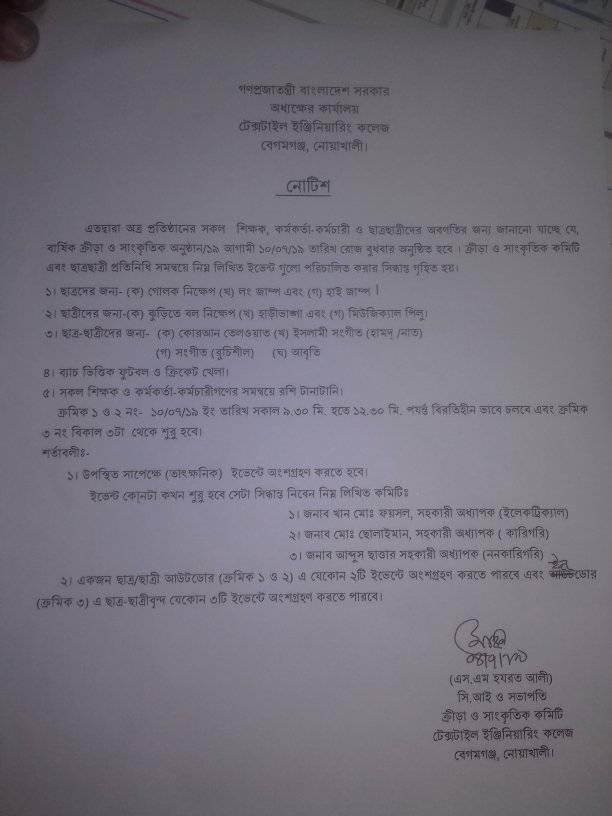 গণপ্রজাতন্ত্রী বাংলাদেশ সরকার
অধ্যক্ষের কার্যালয়
টেক্সটাইল ইঞ্জিনিয়ারিং কলেজ
বেগমগঞ্জ, নোয়াখালী।
নোটিশ
এতদ্বারা অত্র প্রতিষ্ঠানের সকল শিক্ষক, কর্মকর্তা-কর্মচারী ও ছাত্রছাত্রীদের অবগতির জন্য জানানো যাচ্ছে যে,
বার্ষিক ক্রীড়া ও সাংকৃতিক অনুষ্ঠান/১৯ আগামী ১০/০৭/১৯ তারিখ রোজ বুধবার অনুষ্ঠিত হবে । ক্রীড়া ও সাংকৃতিক কমিটি
এবং ছাত্রছাত্রী প্রতিনিধি সমন্বয়ে নিম্ন লিখিত ইভেন্ট গুলো পরিচালিত করার সিদ্ধান্ত গৃহিত হয়।
১। ছাত্রদের জন্য- (ক) গোলক নিক্ষেপ (খ) লং জাম্প এবং (গ) হাই জাম্প ।
২। ছাত্রীদের জন্য-(ক) ঝুড়িতে বল নিক্ষেপ (খ) হাড়ীভাঙ্গা এবং (গ) মিউজিক্যাল পিলু।
৩। ছাত্র-ছাত্রীদের জন্য- (ক) কোরআন তেলওয়াত (খ) ইসলামী সংগীত (হামদ্ /নাত)
(গ) সংগীত (রুচিশীল) (ঘ) আবৃতি
৪। ব্যাচ ভিত্তিক ফুটবল ও ক্রিকেট খেলা।
৫। সকল শিক্ষক ও কর্মকর্তা-কর্মচারীগণের সমন্বয়ে রশি টানাটানি।
ক্রমিক ১ ও ২ নং- ১০/০৭/১৯ ইং তারিখ সকাল ৯.৩০ মি. হতে ১২.৩০ মি. পযর্ন্ত বিরতিহীন ভাবে চলবে এবং ক্রমিক
৩ নং বিকাল ৩টা থেকে শুরু হবে।
শর্তাবলীঃ-
১। উপস্থিত সাপেক্ষে (তাৎক্ষনিক) ইভেন্টে অংশগ্রহণ করতে হবে।
ইভেন্ট কোনটা কখন শুরু হবে সেটা সিদ্ধান্ত নিবেন নিম্ন লিখিত কমিটিঃ
১। জনাব খান মোঃ ফয়সল, সহকারী অধ্যাপক (ইলেকট্রিক্যাল)
২। জনাব মোঃ ছোলাইমান, সহকারী অধ্যাপক ( কারিগরি)
৩। জনাব আব্দুস ছাত্তার সহকারী অধ্যাপক (ননকারিগরি)
২। একজন ছাত্র/ছাত্রী আউটডোর (ক্রমিক ১ ও ২) এ যেকোন ২টি ইভেন্টে অংশগ্রহণ করতে পারবে এবং ইনডোর
(ক্রমিক ৩) এ ছাত্র-ছাত্রীবৃন্দ যেকোন ৩টি ইভেন্টে অংশগ্রহণ করতে পারবে।
(এস.এম হযরত আলী)
সি.আই ও সভাপতি
ক্রীড়া ও সাংকৃতিক কমিটি
টেক্সটাইল ইঞ্জিনিয়ারিং কলেজ
বেগমগঞ্জ, নোয়াখালী।